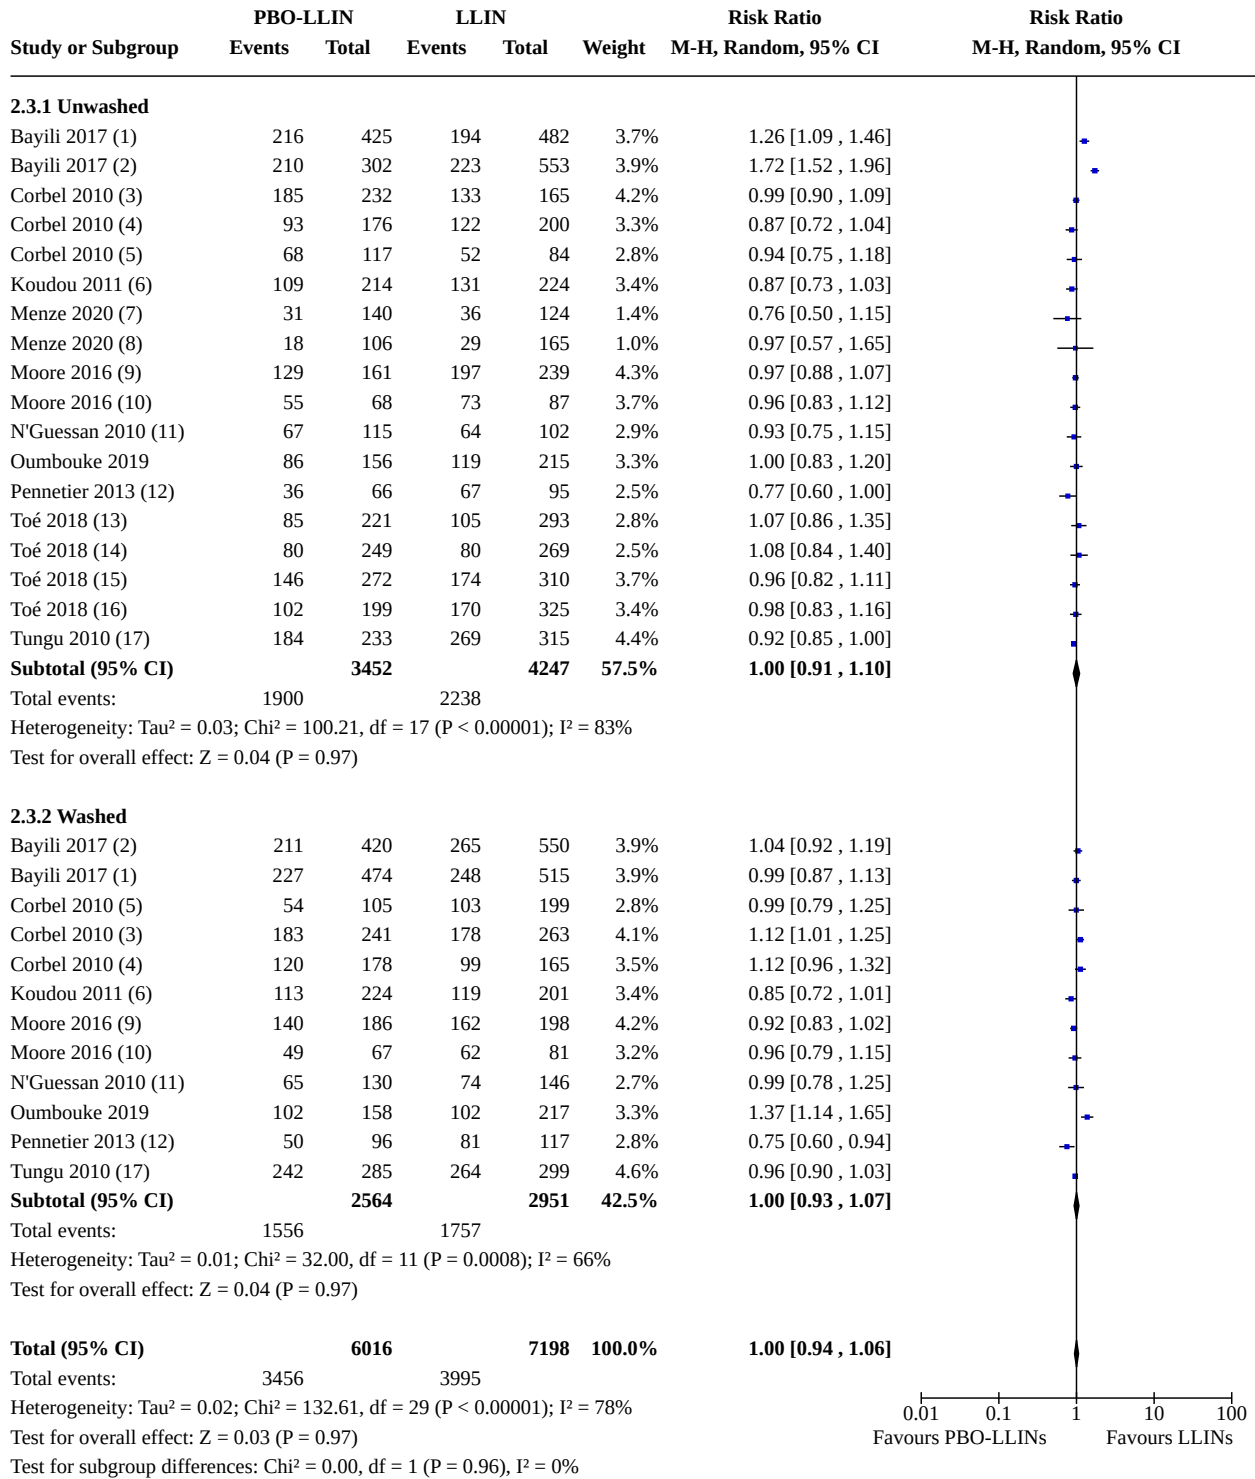 PBO-LLIN LLIN Risk Ratio Risk Ratio
Study or Subgroup Events Total Events Total Weight M-H, Random, 95% CI M-H, Random, 95% CI
2.3.1 Unwashed
Bayili 2017 (1) 216 425 194 482 3.7% 1.26 [1.09 , 1.46]
Bayili 2017 (2) 210 302 223 553 3.9% 1.72 [1.52 , 1.96]
Corbel 2010 (3) 185 232 133 165 4.2% 0.99 [0.90 , 1.09]
Corbel 2010 (4) 93 176 122 200 3.3% 0.87 [0.72 , 1.04]
Corbel 2010 (5) 68 117 52 84 2.8% 0.94 [0.75 , 1.18]
Koudou 2011 (6) 109 214 131 224 3.4% 0.87 [0.73 , 1.03]
Menze 2020 (7) 31 140 36 124 1.4% 0.76 [0.50 , 1.15]
Menze 2020 (8) 18 106 29 165 1.0% 0.97 [0.57 , 1.65]
Moore 2016 (9) 129 161 197 239 4.3% 0.97 [0.88 , 1.07]
Moore 2016 (10) 55 68 73 87 3.7% 0.96 [0.83 , 1.12]
N'Guessan 2010 (11) 67 115 64 102 2.9% 0.93 [0.75 , 1.15]
Oumbouke 2019 86 156 119 215 3.3% 1.00 [0.83 , 1.20]
Pennetier 2013 (12) 36 66 67 95 2.5% 0.77 [0.60 , 1.00]
Toé 2018 (13) 85 221 105 293 2.8% 1.07 [0.86 , 1.35]
Toé 2018 (14) 80 249 80 269 2.5% 1.08 [0.84 , 1.40]
Toé 2018 (15) 146 272 174 310 3.7% 0.96 [0.82 , 1.11]
Toé 2018 (16) 102 199 170 325 3.4% 0.98 [0.83 , 1.16]
Tungu 2010 (17) 184 233 269 315 4.4% 0.92 [0.85 , 1.00]
Subtotal (95% CI) 3452 4247 57.5% 1.00 [0.91 , 1.10]
Total events: 1900 2238
Heterogeneity: Tau² = 0.03; Chi² = 100.21, df = 17 (P < 0.00001); I² = 83%
Test for overall effect: Z = 0.04 (P = 0.97)
2.3.2 Washed
Bayili 2017 (2) 211 420 265 550 3.9% 1.04 [0.92 , 1.19]
Bayili 2017 (1) 227 474 248 515 3.9% 0.99 [0.87 , 1.13]
Corbel 2010 (5) 54 105 103 199 2.8% 0.99 [0.79 , 1.25]
Corbel 2010 (3) 183 241 178 263 4.1% 1.12 [1.01 , 1.25]
Corbel 2010 (4) 120 178 99 165 3.5% 1.12 [0.96 , 1.32]
Koudou 2011 (6) 113 224 119 201 3.4% 0.85 [0.72 , 1.01]
Moore 2016 (9) 140 186 162 198 4.2% 0.92 [0.83 , 1.02]
Moore 2016 (10) 49 67 62 81 3.2% 0.96 [0.79 , 1.15]
N'Guessan 2010 (11) 65 130 74 146 2.7% 0.99 [0.78 , 1.25]
Oumbouke 2019 102 158 102 217 3.3% 1.37 [1.14 , 1.65]
Pennetier 2013 (12) 50 96 81 117 2.8% 0.75 [0.60 , 0.94]
Tungu 2010 (17) 242 285 264 299 4.6% 0.96 [0.90 , 1.03]
Subtotal (95% CI) 2564 2951 42.5% 1.00 [0.93 , 1.07]
Total events: 1556 1757
Heterogeneity: Tau² = 0.01; Chi² = 32.00, df = 11 (P = 0.0008); I² = 66%
Test for overall effect: Z = 0.04 (P = 0.97)
Total (95% CI) 6016 7198 100.0% 1.00 [0.94 , 1.06]
Total events: 3456 3995
Heterogeneity: Tau² = 0.02; Chi² = 132.61, df = 29 (P < 0.00001); I² = 78%
0.01 0.1 1 10 100
Test for overall effect: Z = 0.03 (P = 0.97)
Favours PBO-LLINs Favours LLINs
Test for subgroup differences: Chi² = 0.00, df = 1 (P = 0.96), I² = 0%